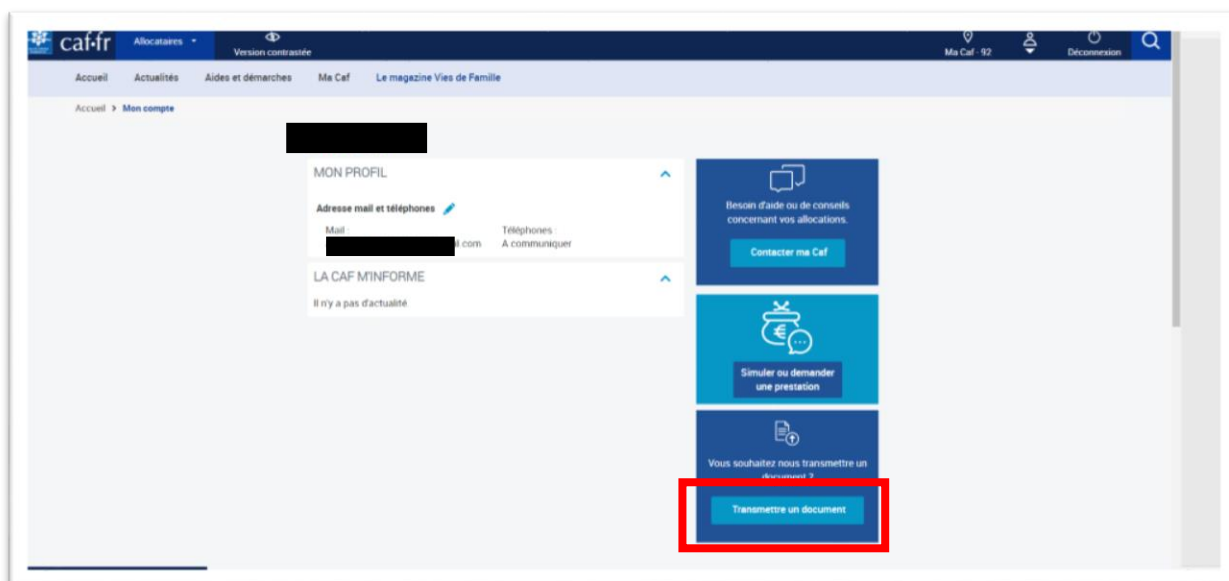 caf·fr
Allocataires
Version contrastée
Ma Caf - 92
Déconnexion
Accueil Actualités Aides et démarches Ma Caf Le magazine Vies de Famille
Accueil > Mon compte
MON PROFIL
Adresse mail et téléphones
Mail :
Téléphones :
l.com
A communiquer
LA CAF M'INFORME
Il n'y a pas d'actualité
Besoin d'aide ou de conseils
concernant vos allocations.
Contacter ma Caf
Simuler ou demander
une prestation
Vous souhaitez nous transmettre un
document ?
Transmettre un document